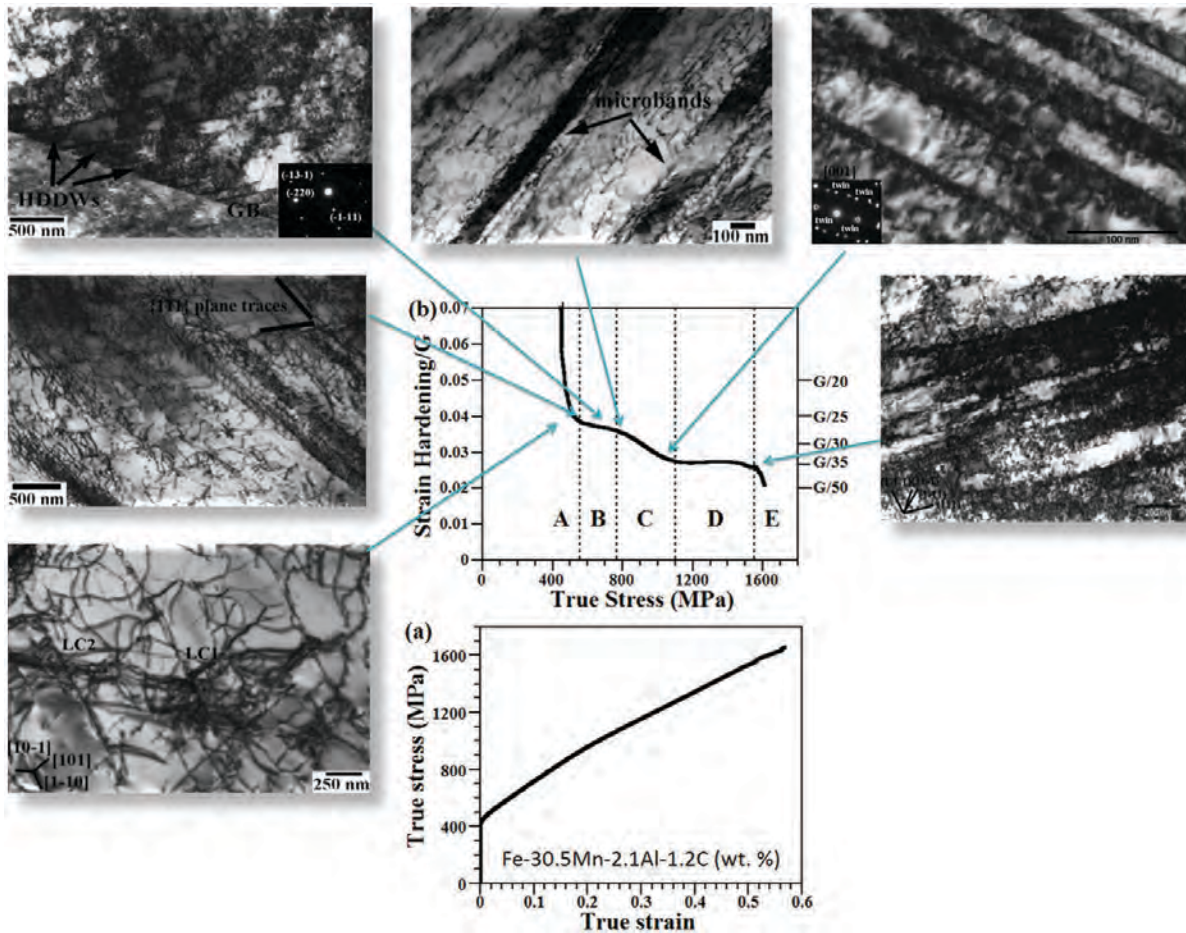 (-13-1)
(-220)
(-1-11)
HDDWs
GB
500 nm
microbands
100 nm
[001]
twin
twin
twin
twin
100 nm
plane traces
500 nm
(b)
Strain Hardening/G
0.07
0.06
0.05
0.04
0.03
0.02
0.01
0
G/20
G/25
G/30
G/35
G/50
A B C D E
0 400 800 1200 1600
True Stress (MPa)
LC2
LC1
[10-1]
[101]
[1-10]
250 nm
(a)
True stress (MPa)
1600
1200
800
400
0
Fe-30.5Mn-2.1Al-1.2C (wt. %)
0 0.1 0.2 0.3 0.4 0.5 0.6
True strain